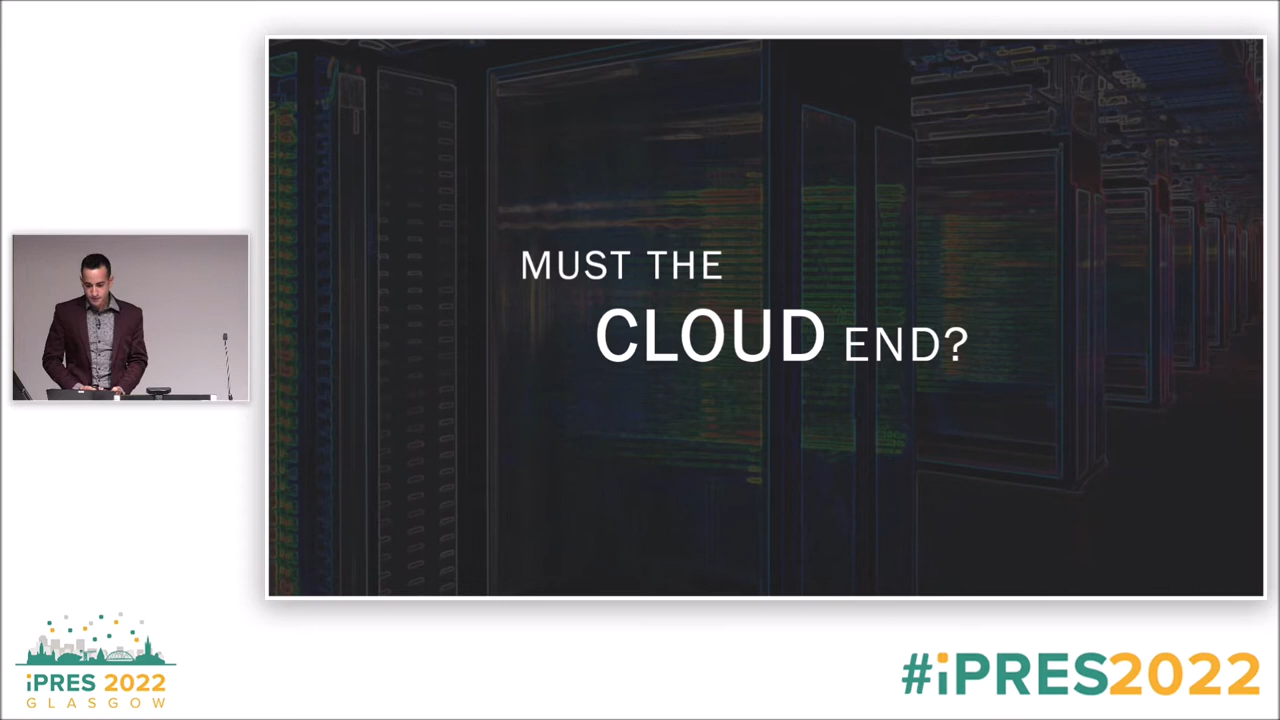 MUST THE
CLOUD END?
iPRES 2022
GLASGOW
#iPRES2022